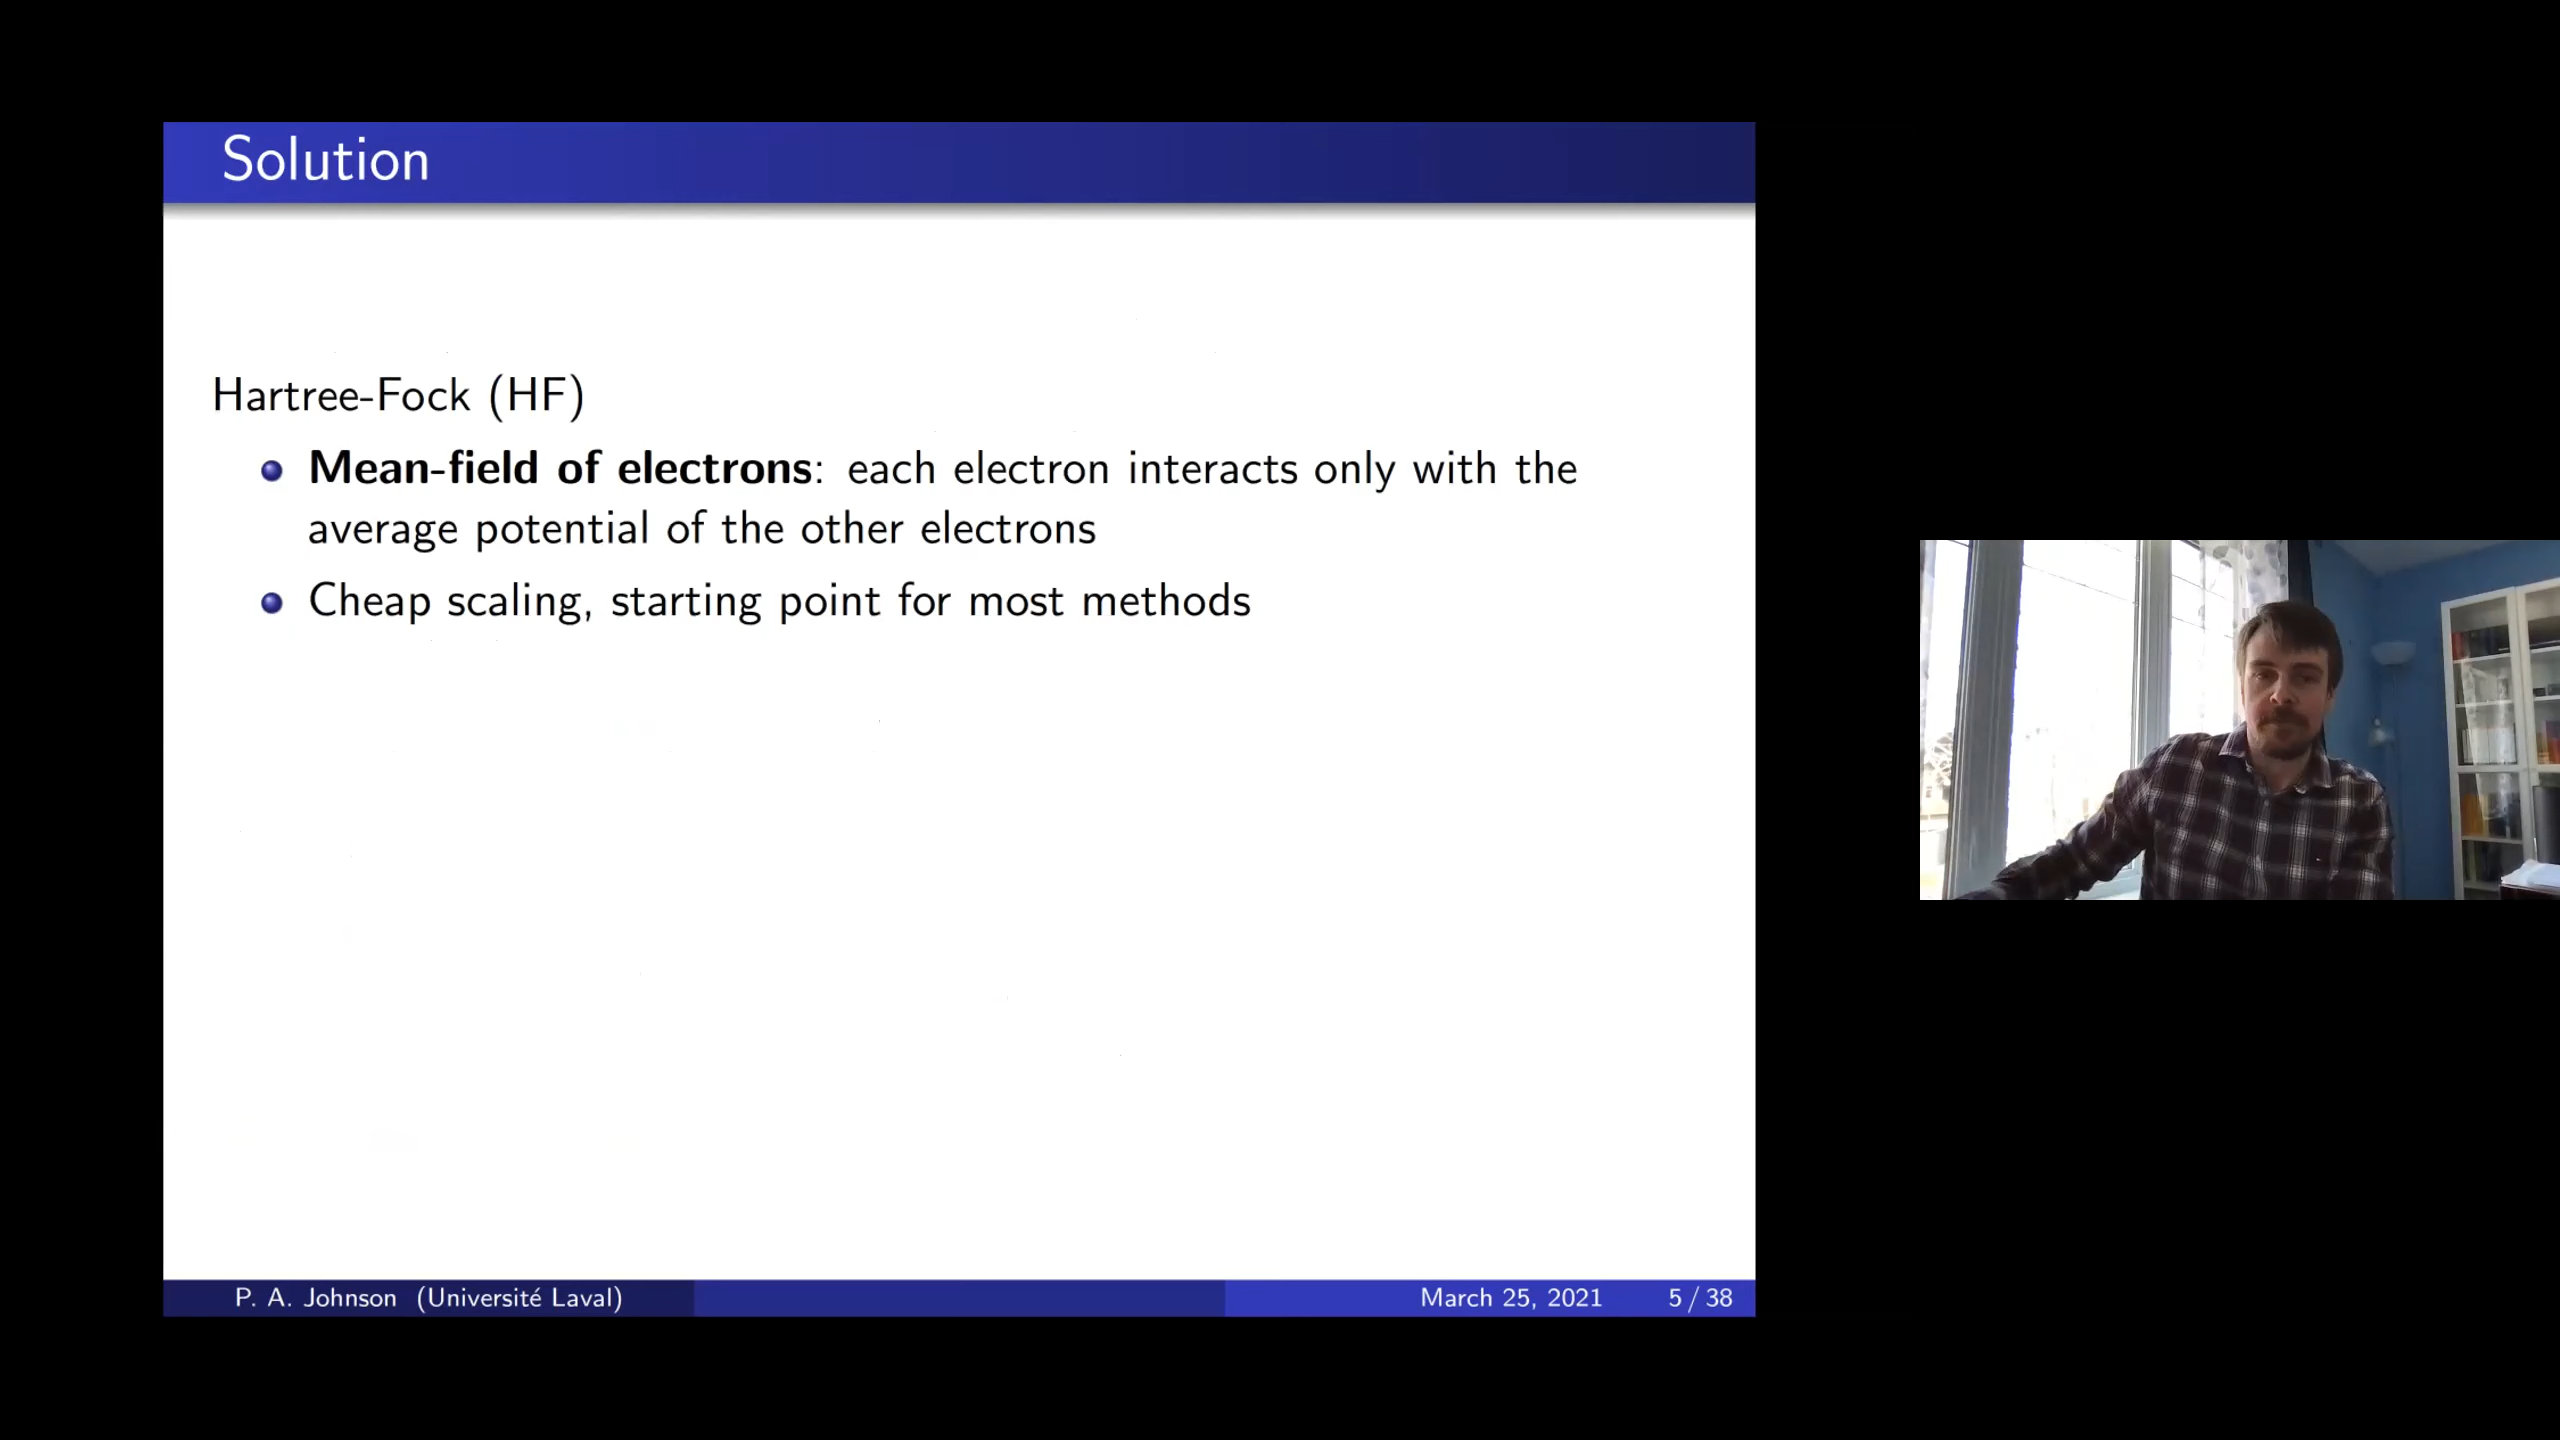 Solution
Hartree-Fock (HF)
Mean-field of electrons: each electron interacts only with the
average potential of the other electrons
Cheap scaling, starting point for most methods
P. A. Johnson (Université Laval)
March 25, 2021
5 / 38